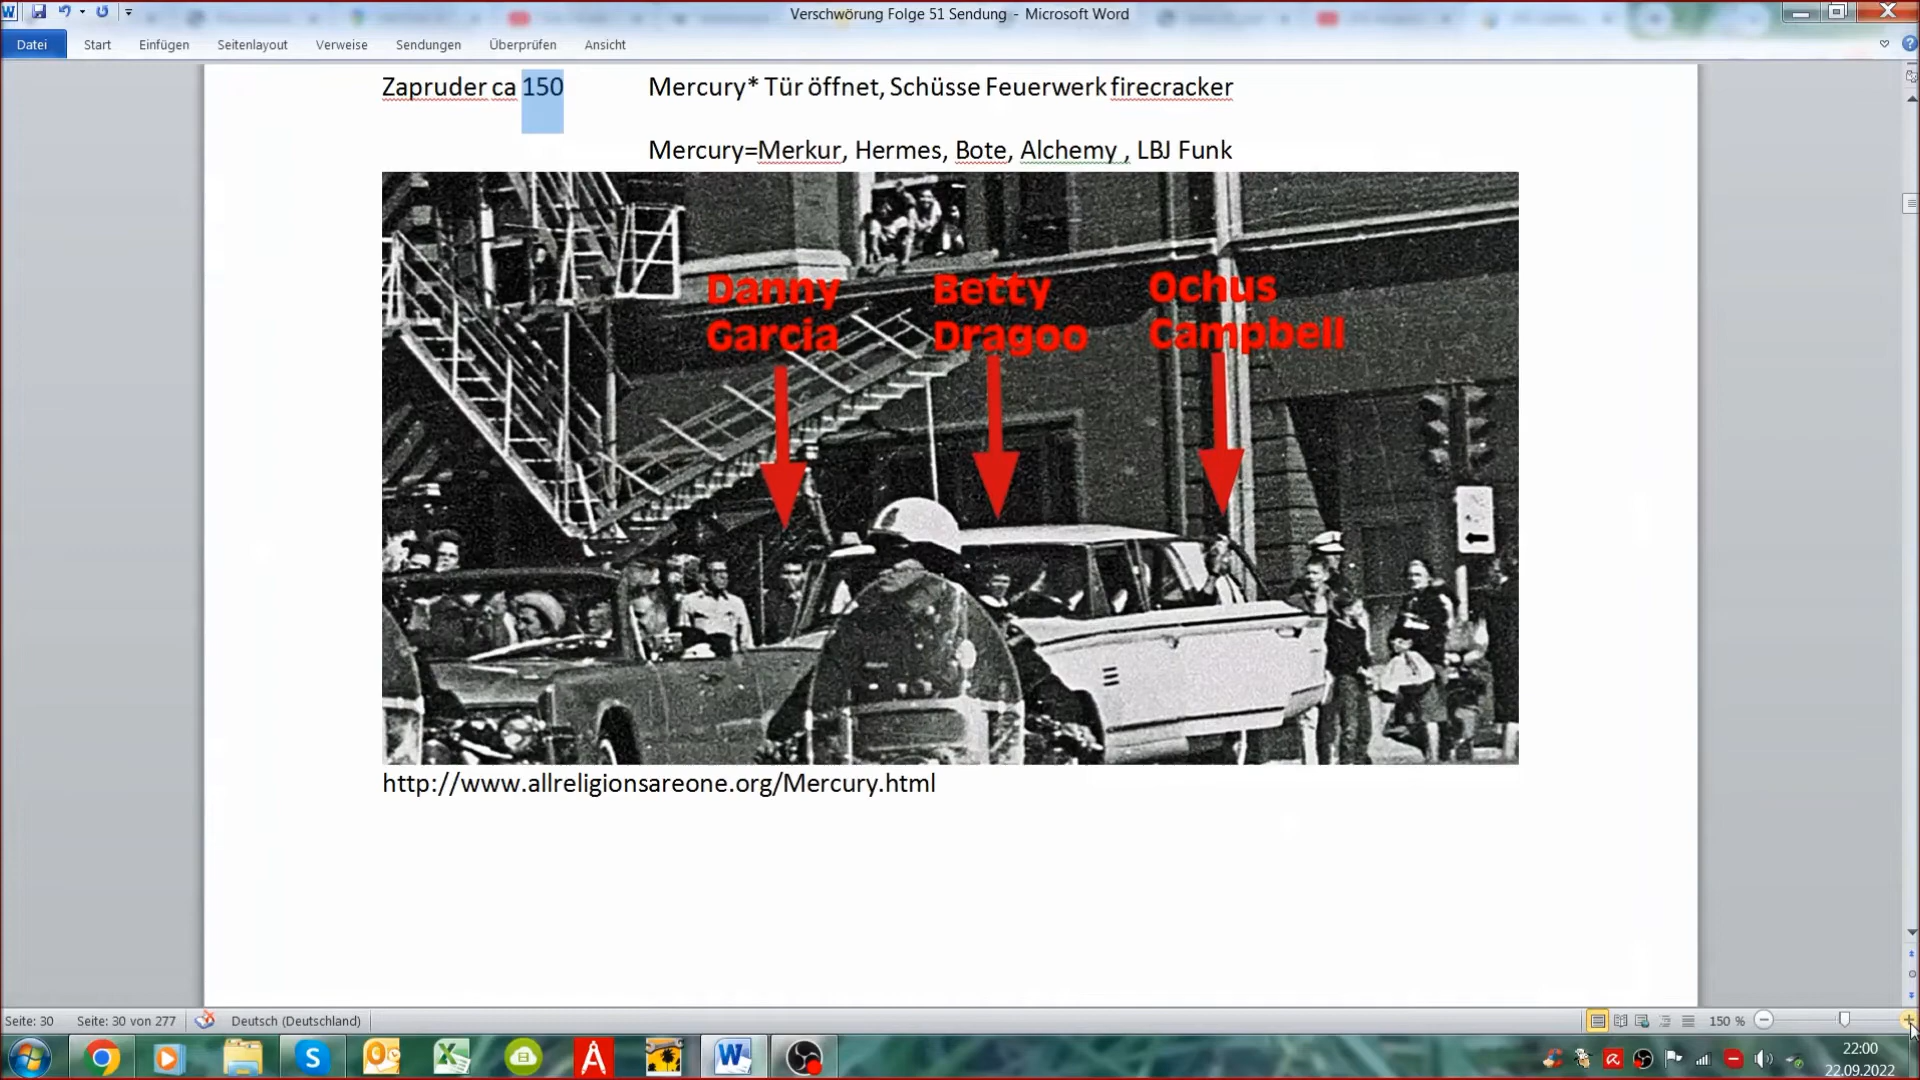 Verschwörung Folge 51 Sendung - Microsoft Word
Datei Start Einfügen Seitenlayout Verweise Sendungen Überprüfen Ansicht
Zapruder ca 150 Mercury* Tür öffnet, Schüsse Feuerwerk firecracker
Mercury=Merkur, Hermes, Bote, Alchemy , LBJ Funk
Danny Garcia
Betty Dragoo
Ochus Campbell
http://www.allreligionsareone.org/Mercury.html
Seite: 30 Seite: 30 von 277 Deutsch (Deutschland) 150 %
22:00
22.09.2022